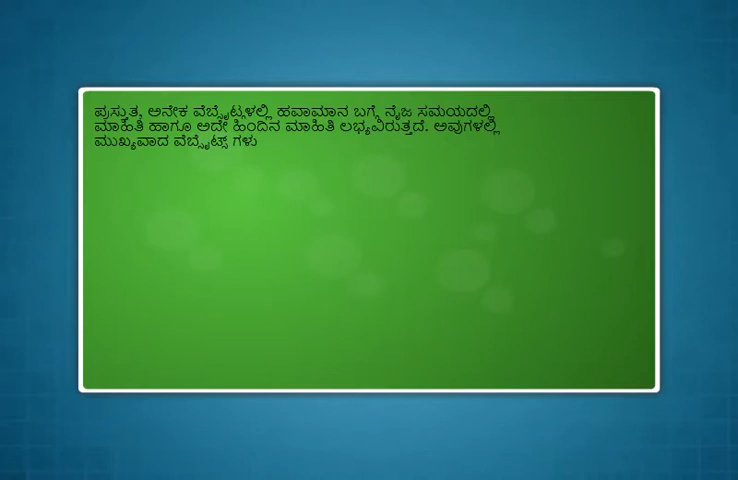 ಪ್ರಸ್ತುತ, ಅನೇಕ ವೆಬ್ಸೈಟ್ಗಳಲ್ಲಿ ಹವಾಮಾನ ಬಗ್ಗೆ ನೈಜ ಸಮಯದಲ್ಲಿ
ಮಾಹಿತಿ ಹಾಗೂ ಅದೇ ಹಿಂದಿನ ಮಾಹಿತಿ ಲಭ್ಯವಿರುತ್ತದೆ. ಅವುಗಳಲ್ಲಿ
ಮುಖ್ಯವಾದ ವೆಬ್ಸೈಟ್ಸ್ ಗಳು